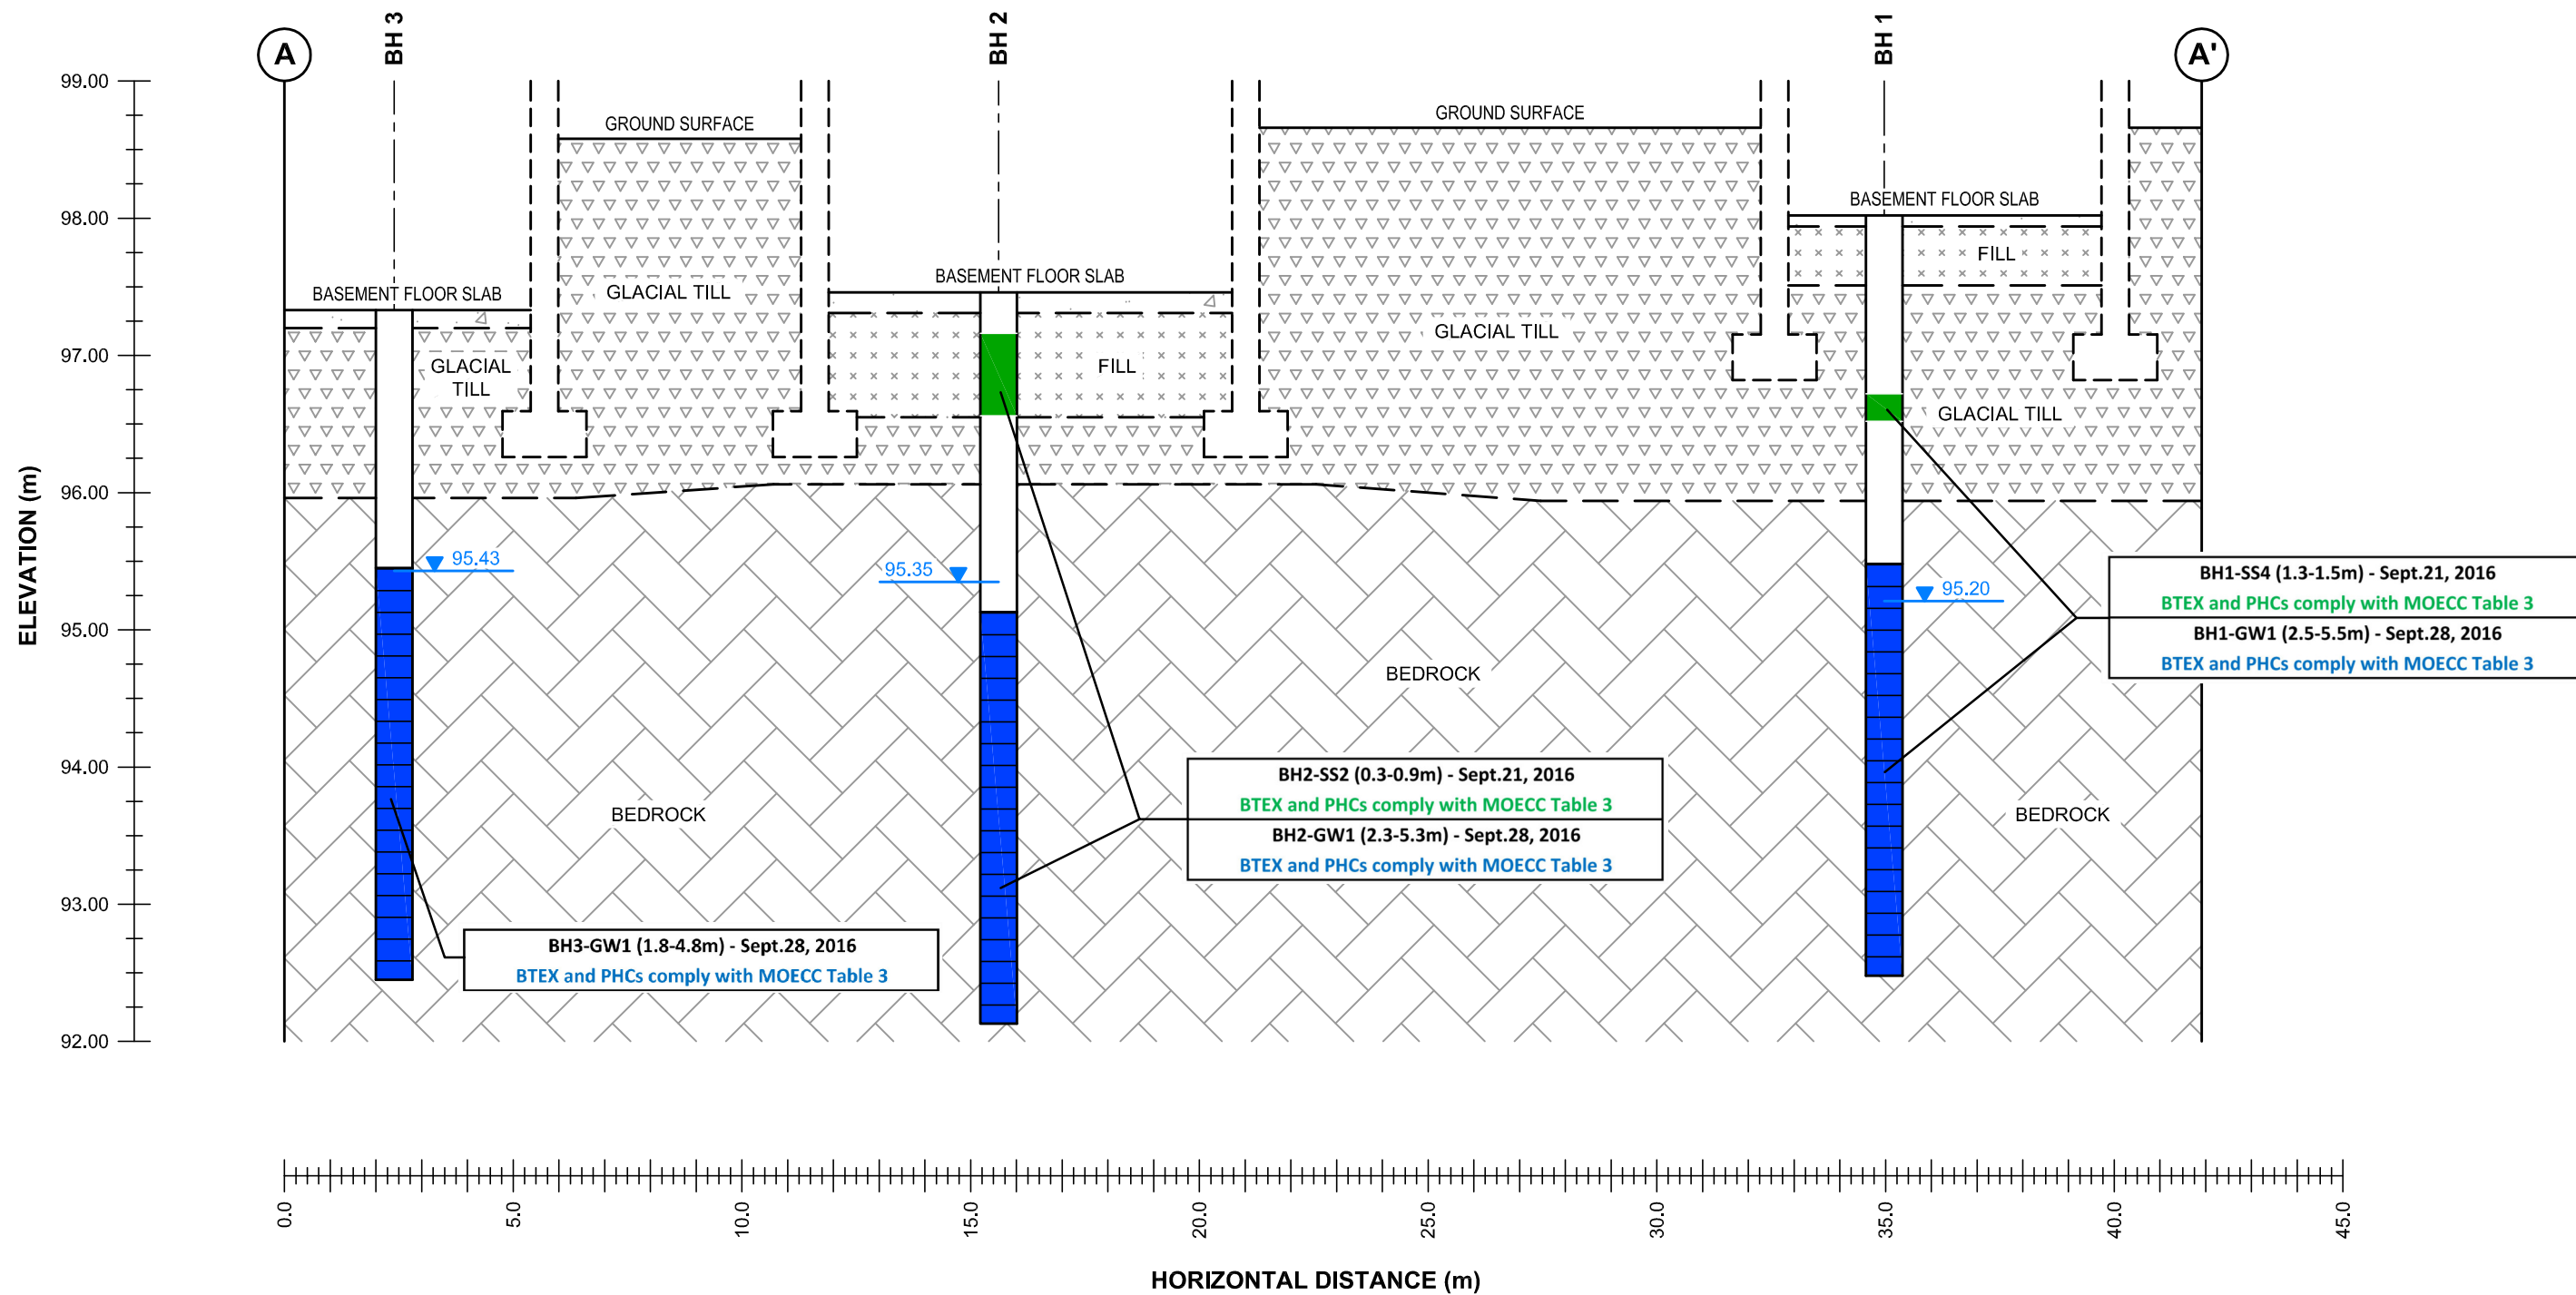 A
BH 3
BH 2
BH 1
A'
99.00
98.00
97.00
96.00
95.00
94.00
93.00
92.00
ELEVATION (m)
GROUND SURFACE
GROUND SURFACE
BASEMENT FLOOR SLAB
BASEMENT FLOOR SLAB
BASEMENT FLOOR SLAB
GLACIAL TILL
GLACIAL TILL
FILL
GLACIAL
TILL
FILL
GLACIAL TILL
95.43
95.35
95.20
BH1-SS4 (1.3-1.5m) - Sept.21, 2016
BTEX and PHCs comply with MOECC Table 3
BH1-GW1 (2.5-5.5m) - Sept.28, 2016
BTEX and PHCs comply with MOECC Table 3
BEDROCK
BEDROCK
BEDROCK
BH2-SS2 (0.3-0.9m) - Sept.21, 2016
BTEX and PHCs comply with MOECC Table 3
BH2-GW1 (2.3-5.3m) - Sept.28, 2016
BTEX and PHCs comply with MOECC Table 3
BH3-GW1 (1.8-4.8m) - Sept.28, 2016
BTEX and PHCs comply with MOECC Table 3
0.0
5.0
10.0
15.0
20.0
25.0
30.0
35.0
40.0
45.0
HORIZONTAL DISTANCE (m)